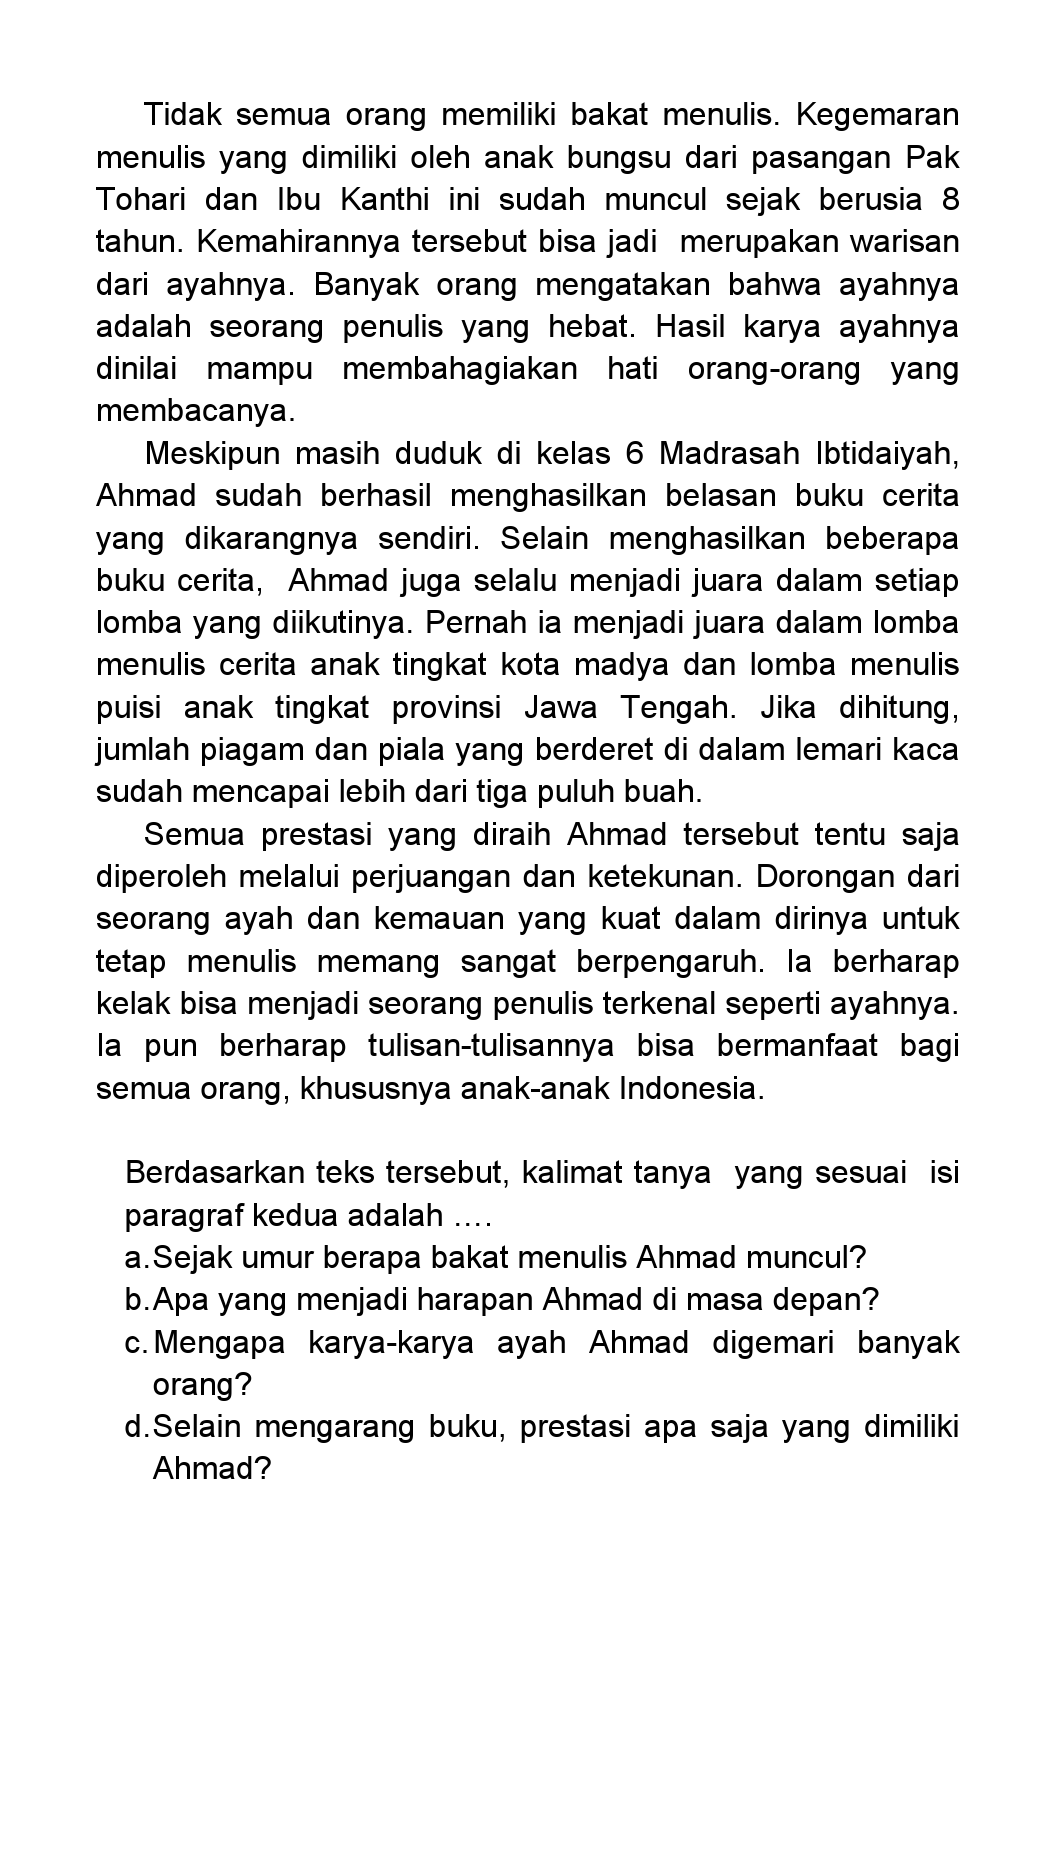 Tidak semua orang memiliki bakat menulis. Kegemaran
menulis yang dimiliki oleh anak bungsu dari pasangan Pak
Tohari dan Ibu Kanthi ini sudah muncul sejak berusia 8
tahun. Kemahirannya tersebut bisa jadi  merupakan warisan
dari ayahnya. Banyak orang mengatakan bahwa ayahnya
adalah seorang penulis yang hebat. Hasil karya ayahnya
dinilai mampu membahagiakan hati orang-orang yang
membacanya.
Meskipun masih duduk di kelas 6 Madrasah Ibtidaiyah,
Ahmad sudah berhasil menghasilkan belasan buku cerita
yang dikarangnya sendiri. Selain menghasilkan beberapa
buku cerita,  Ahmad juga selalu menjadi juara dalam setiap
lomba yang diikutinya. Pernah ia menjadi juara dalam lomba
menulis cerita anak tingkat kota madya dan lomba menulis
puisi anak tingkat provinsi Jawa Tengah. Jika dihitung,
jumlah piagam dan piala yang berderet di dalam lemari kaca
sudah mencapai lebih dari tiga puluh buah.
Semua prestasi yang diraih Ahmad tersebut tentu saja
diperoleh melalui perjuangan dan ketekunan. Dorongan dari
seorang ayah dan kemauan yang kuat dalam dirinya untuk
tetap menulis memang sangat berpengaruh. Ia berharap
kelak bisa menjadi seorang penulis terkenal seperti ayahnya.
Ia pun berharap tulisan-tulisannya bisa bermanfaat bagi
semua orang, khususnya anak-anak Indonesia.
Berdasarkan teks tersebut, kalimat tanya  yang sesuai  isi
paragraf kedua adalah ….
a.Sejak umur berapa bakat menulis Ahmad muncul?
b.Apa yang menjadi harapan Ahmad di masa depan?
c.Mengapa karya-karya ayah Ahmad digemari banyak
orang?
d.Selain mengarang buku, prestasi apa saja yang dimiliki
Ahmad?